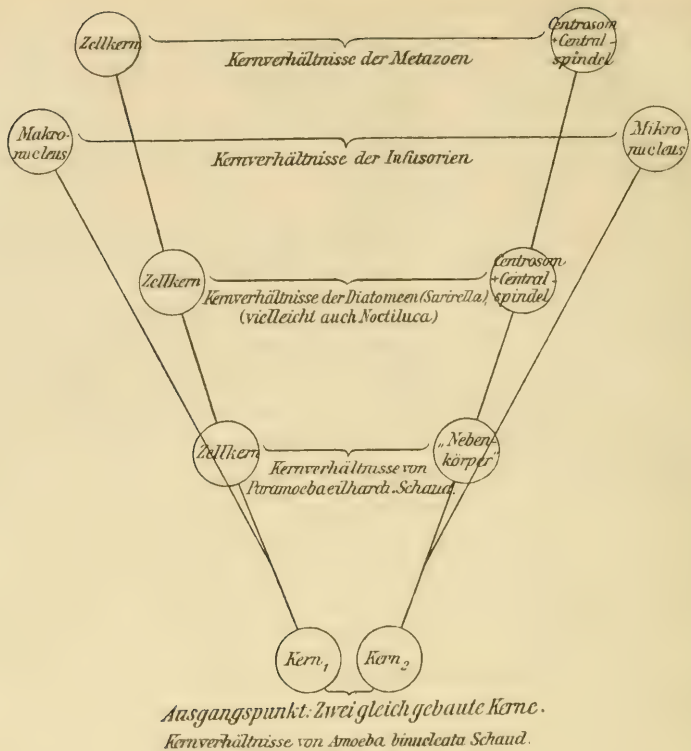 Zellkern
Centrosom
+Central-
spindel
Kernverhältnisse der Metazoen
Makro-
nucleus
Mikro-
nucleus
Kernverhältnisse der Infusorien
Zellkern
Centrosom
+Central-
spindel
Kernverhältnisse der Diatomeen (Surirella),
(vielleicht auch Noctiluca)
Zellkern
„Neben-
körper"
Kernverhältnisse von
Paramoeba eilhardi. Schaud.
Kern₁
Kern₂
Ausgangspunkt: Zwei gleich gebaute Kerne.
Kernverhältnisse von Amoeba binucleata Schaud.